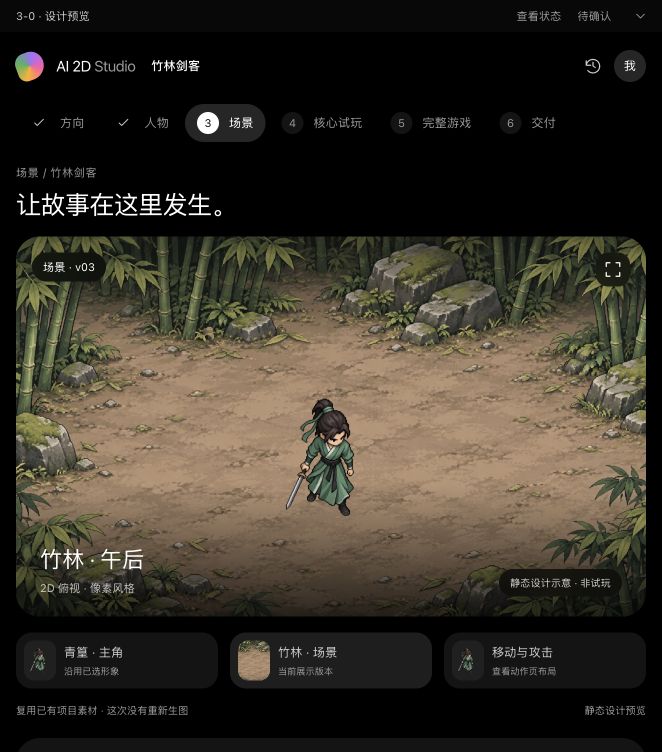 3-0 · 设计预览
查看状态 待确认
AI 2D Studio 竹林剑客
我
方向 人物 3 场景 4 核心试玩 5 完整游戏 6 交付
场景 / 竹林剑客
让故事在这里发生。
场景 · v03
竹林 · 午后
2D 俯视 · 像素风格
静态设计示意 · 非试玩
青篁 · 主角
沿用已选形象
竹林 · 场景
当前展示版本
移动与攻击
查看动作页布局
复用已有项目素材 · 这次没有重新生图
静态设计预览